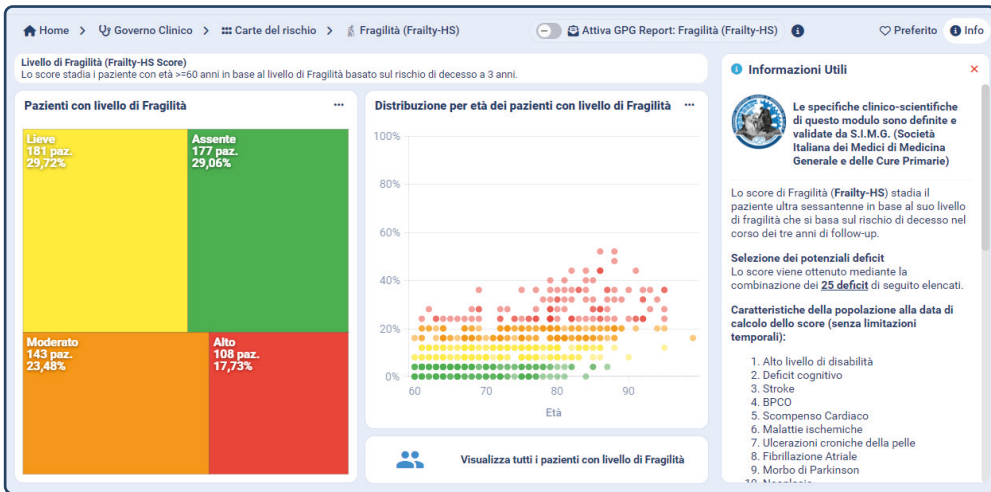 Home > Governo Clinico > Carte del rischio > Fragilità (Frailty-HS)
Attiva GPG Report: Fragilità (Frailty-HS)
Preferito
Info
Livello di Fragilità (Frailty-HS Score)
Lo score stadia i paziente con età >=60 anni in base al livello di Fragilità basato sul rischio di decesso a 3 anni.
Pazienti con livello di Fragilità
Lieve
181 paz.
29,72%
Assente
177 paz.
29,06%
Moderato
143 paz.
23,48%
Alto
108 paz.
17,73%
Distribuzione per età dei pazienti con livello di Fragilità
100%
80%
60%
40%
20%
0%
60
70
80
90
Età
Visualizza tutti i pazienti con livello di Fragilità
Informazioni Utili
Le specifiche clinico-scientifiche
di questo modulo sono definite e
validate da S.I.M.G. (Società
Italiana dei Medici di Medicina
Generale e delle Cure Primarie)
Lo score di Fragilità (Frailty-HS) stadia il
paziente ultra sessantenne in base al suo livello
di fragilità che si basa sul rischio di decesso nel
corso dei tre anni di follow-up.
Selezione dei potenziali deficit
Lo score viene ottenuto mediante la
combinazione dei 25 deficit di seguito elencati.
Caratteristiche della popolazione alla data di
calcolo dello score (senza limitazioni
temporali):
1. Alto livello di disabilità
2. Deficit cognitivo
3. Stroke
4. BPCO
5. Scompenso Cardiaco
6. Malattie ischemiche
7. Ulcerazioni croniche della pelle
8. Fibrillazione Atriale
9. Morbo di Parkinson
10. Neoplasia